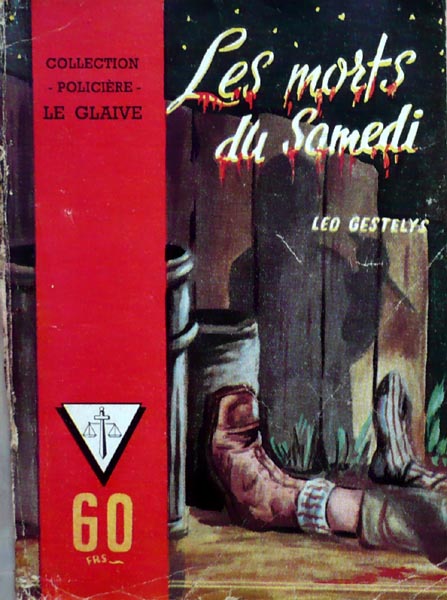 COLLECTION
- POLICIÈRE -
LE GLAIVE
Les morts
du Samedi
LEO GESTELYS
60
FRS